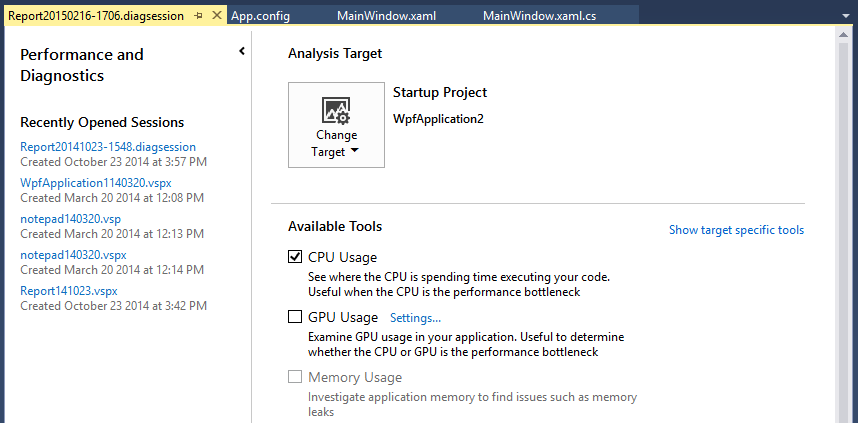 Report20150216-1706.diagsession
App.config
MainWindow.xaml
MainWindow.xaml.cs
Performance and
Diagnostics
Recently Opened Sessions
Report20141023-1548.diagsession
Created October 23 2014 at 3:57 PM
WpfApplication1140320.vspx
Created March 20 2014 at 12:08 PM
notepad140320.vsp
Created March 20 2014 at 12:13 PM
notepad140320.vspx
Created March 20 2014 at 12:14 PM
Report141023.vspx
Created October 23 2014 at 3:42 PM
Analysis Target
Change
Target
Startup Project
WpfApplication2
Available Tools
Show target specific tools
CPU Usage
See where the CPU is spending time executing your code.
Useful when the CPU is the performance bottleneck
GPU Usage Settings...
Examine GPU usage in your application. Useful to determine
whether the CPU or GPU is the performance bottleneck
Memory Usage
Investigate application memory to find issues such as memory
leaks